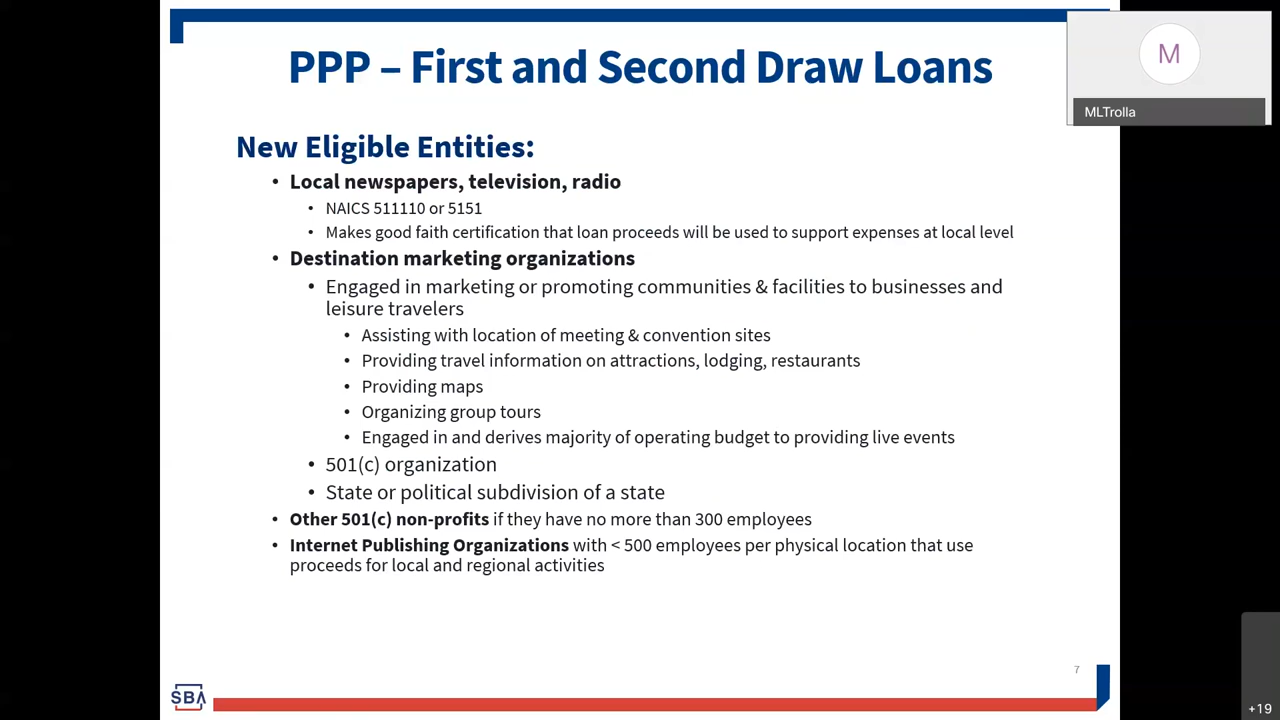 PPP – First and Second Draw Loans
M
MLTrolla
New Eligible Entities:
• Local newspapers, television, radio
• NAICS 511110 or 5151
• Makes good faith certification that loan proceeds will be used to support expenses at local level
• Destination marketing organizations
• Engaged in marketing or promoting communities & facilities to businesses and
leisure travelers
• Assisting with location of meeting & convention sites
• Providing travel information on attractions, lodging, restaurants
• Providing maps
• Organizing group tours
• Engaged in and derives majority of operating budget to providing live events
• 501(c) organization
• State or political subdivision of a state
• Other 501(c) non-profits if they have no more than 300 employees
• Internet Publishing Organizations with < 500 employees per physical location that use
proceeds for local and regional activities
7
SBA
+19